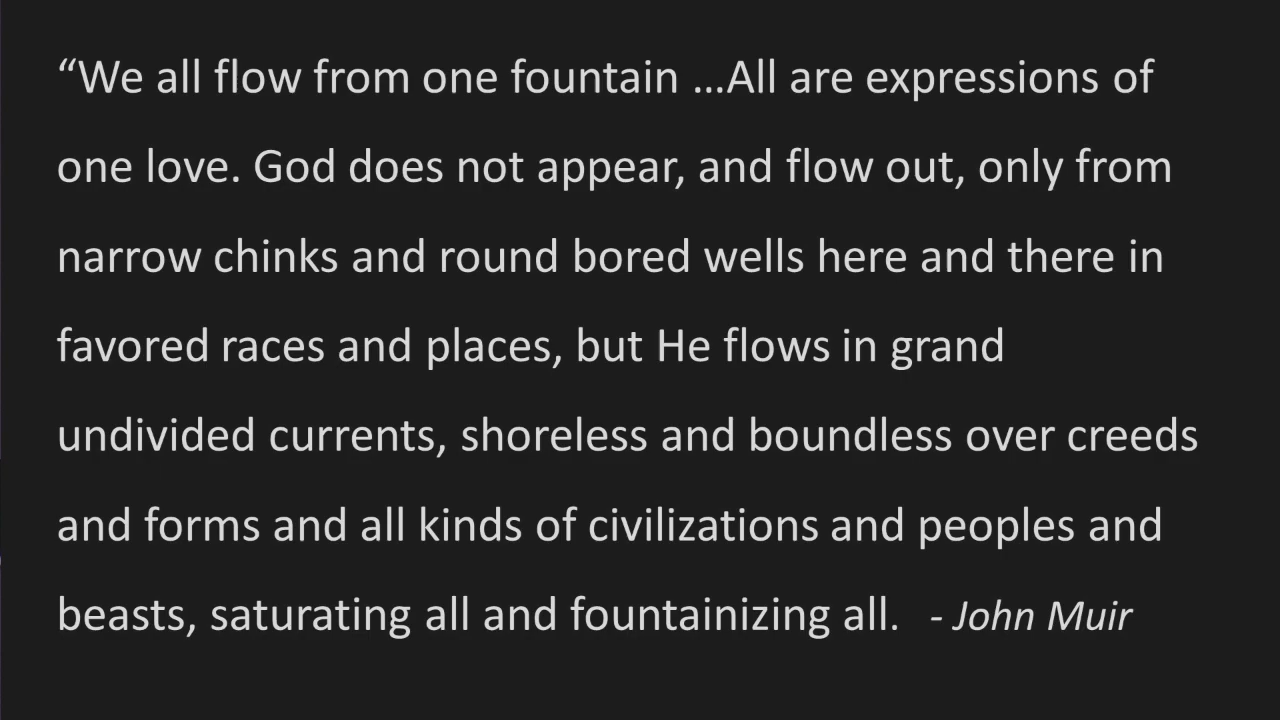 “We all flow from one fountain ...All are expressions of
one love. God does not appear, and flow out, only from
narrow chinks and round bored wells here and there in
favored races and places, but He flows in grand
undivided currents, shoreless and boundless over creeds
and forms and all kinds of civilizations and peoples and
beasts, saturating all and fountainizing all. - John Muir